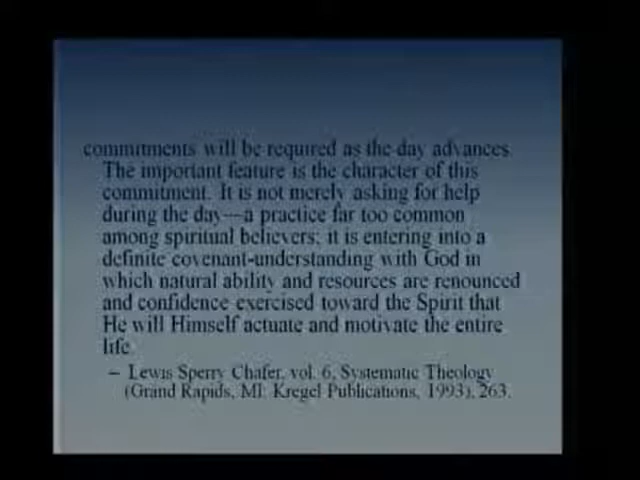 commitments will be required as the day advances.
The important feature is the character of this
commitment. It is not merely asking for help
during the day—a practice far too common
among spiritual believers; it is entering into a
definite covenant-understanding with God in
which natural ability and resources are renounced
and confidence exercised toward the Spirit that
He will Himself actuate and motivate the entire
life.
– Lewis Sperry Chafer, vol. 6, Systematic Theology
(Grand Rapids, MI: Kregel Publications, 1993), 263.